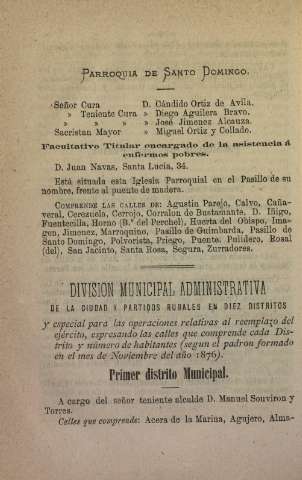 PARROQUIA DE SANTO DOMINGO.
Señor Cura D. Cándido Ortiz de Avila.
» Teniente Cura » Diego Aguilera Bravo.
» » » » José Jimenez Alcauza.
Sacristan Mayor » Miguel Ortiz y Collado.
Facultativo Titular encargado de la asistencia á
enfermos pobres.
D. Juan Navas, Santa Lucía, 34.
Está situada esta Iglesia Parroquial en el Pasillo de su
nombre, frente al puente de madera.
COMPRENDE LAS CALLES DE: Agustin Parejo, Calvo, Caña-
veral, Cerezuela, Cerrojo, Corralon de Bustamante, D. Iñigo,
Fuentecilla, Horno (B.º del Perchel), Huerta del Obispo, Imag-
gen, Jimenez, Marroquino, Pasillo de Guimbarda, Pasillo de
Santo Domingo, Polvorista, Priego, Puente, Pulidero, Rosal
(del), San Jacinto, Santa Rosa, Segura, Zurradores.
DIVISION MUNICIPAL ADMINISTRATIVA
DE LA CIUDAD Y PARTIDOS RURALES EN DIEZ DISTRITOS
y especial para las operaciones relativas al reemplazo del
ejército, expresando las calles que comprende cada Dis-
trito y número de habitantes (segun el padron formado
en el mes de Noviembre del año 1876).
Primer distrito Municipal.
A cargo del señor teniente alcalde D. Manuel Souviron y
Torres.
Calles que comprende: Acera de la Marina, Agujero, Alma-